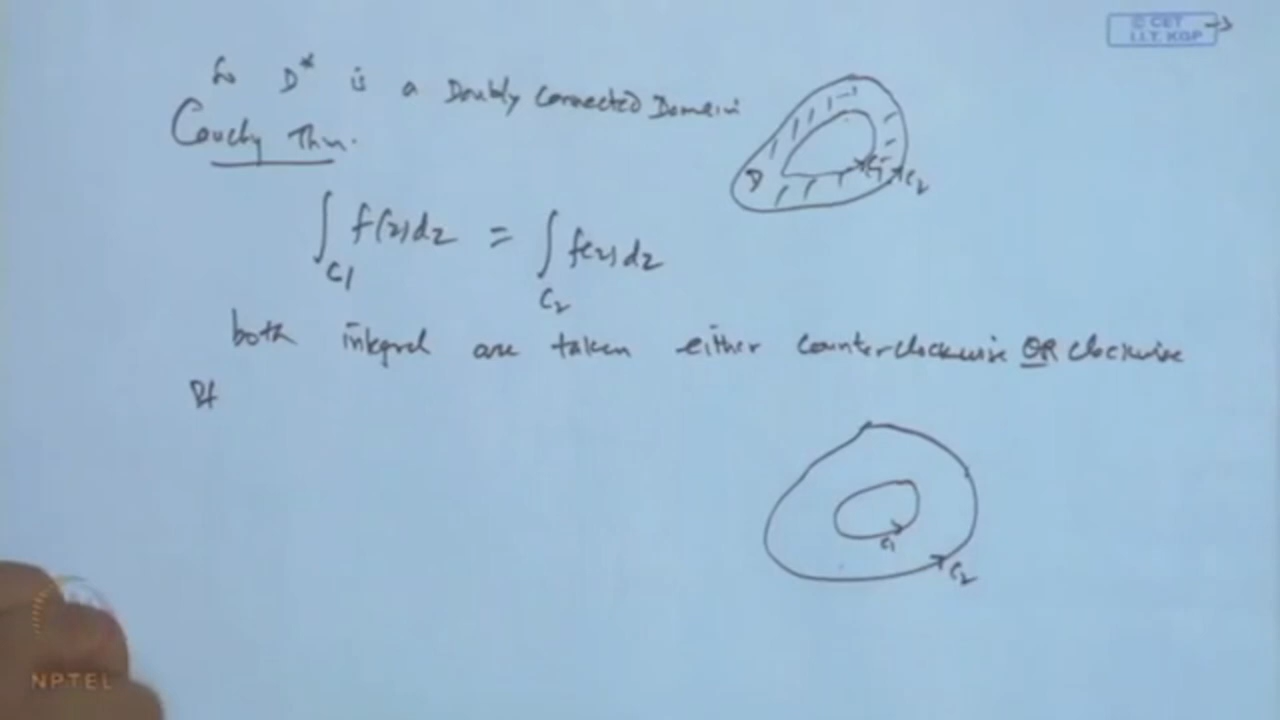 © CET
I.I.T. KGP
So D* is a Doubly Connected Domain
Cauchy Thm.
D C1 C2
∫ f(z)dz = ∫ f(z)dz
C1 C2
both integral are taken either counterclockwise OR clockwise
Pf
C1
C2
NPTEL